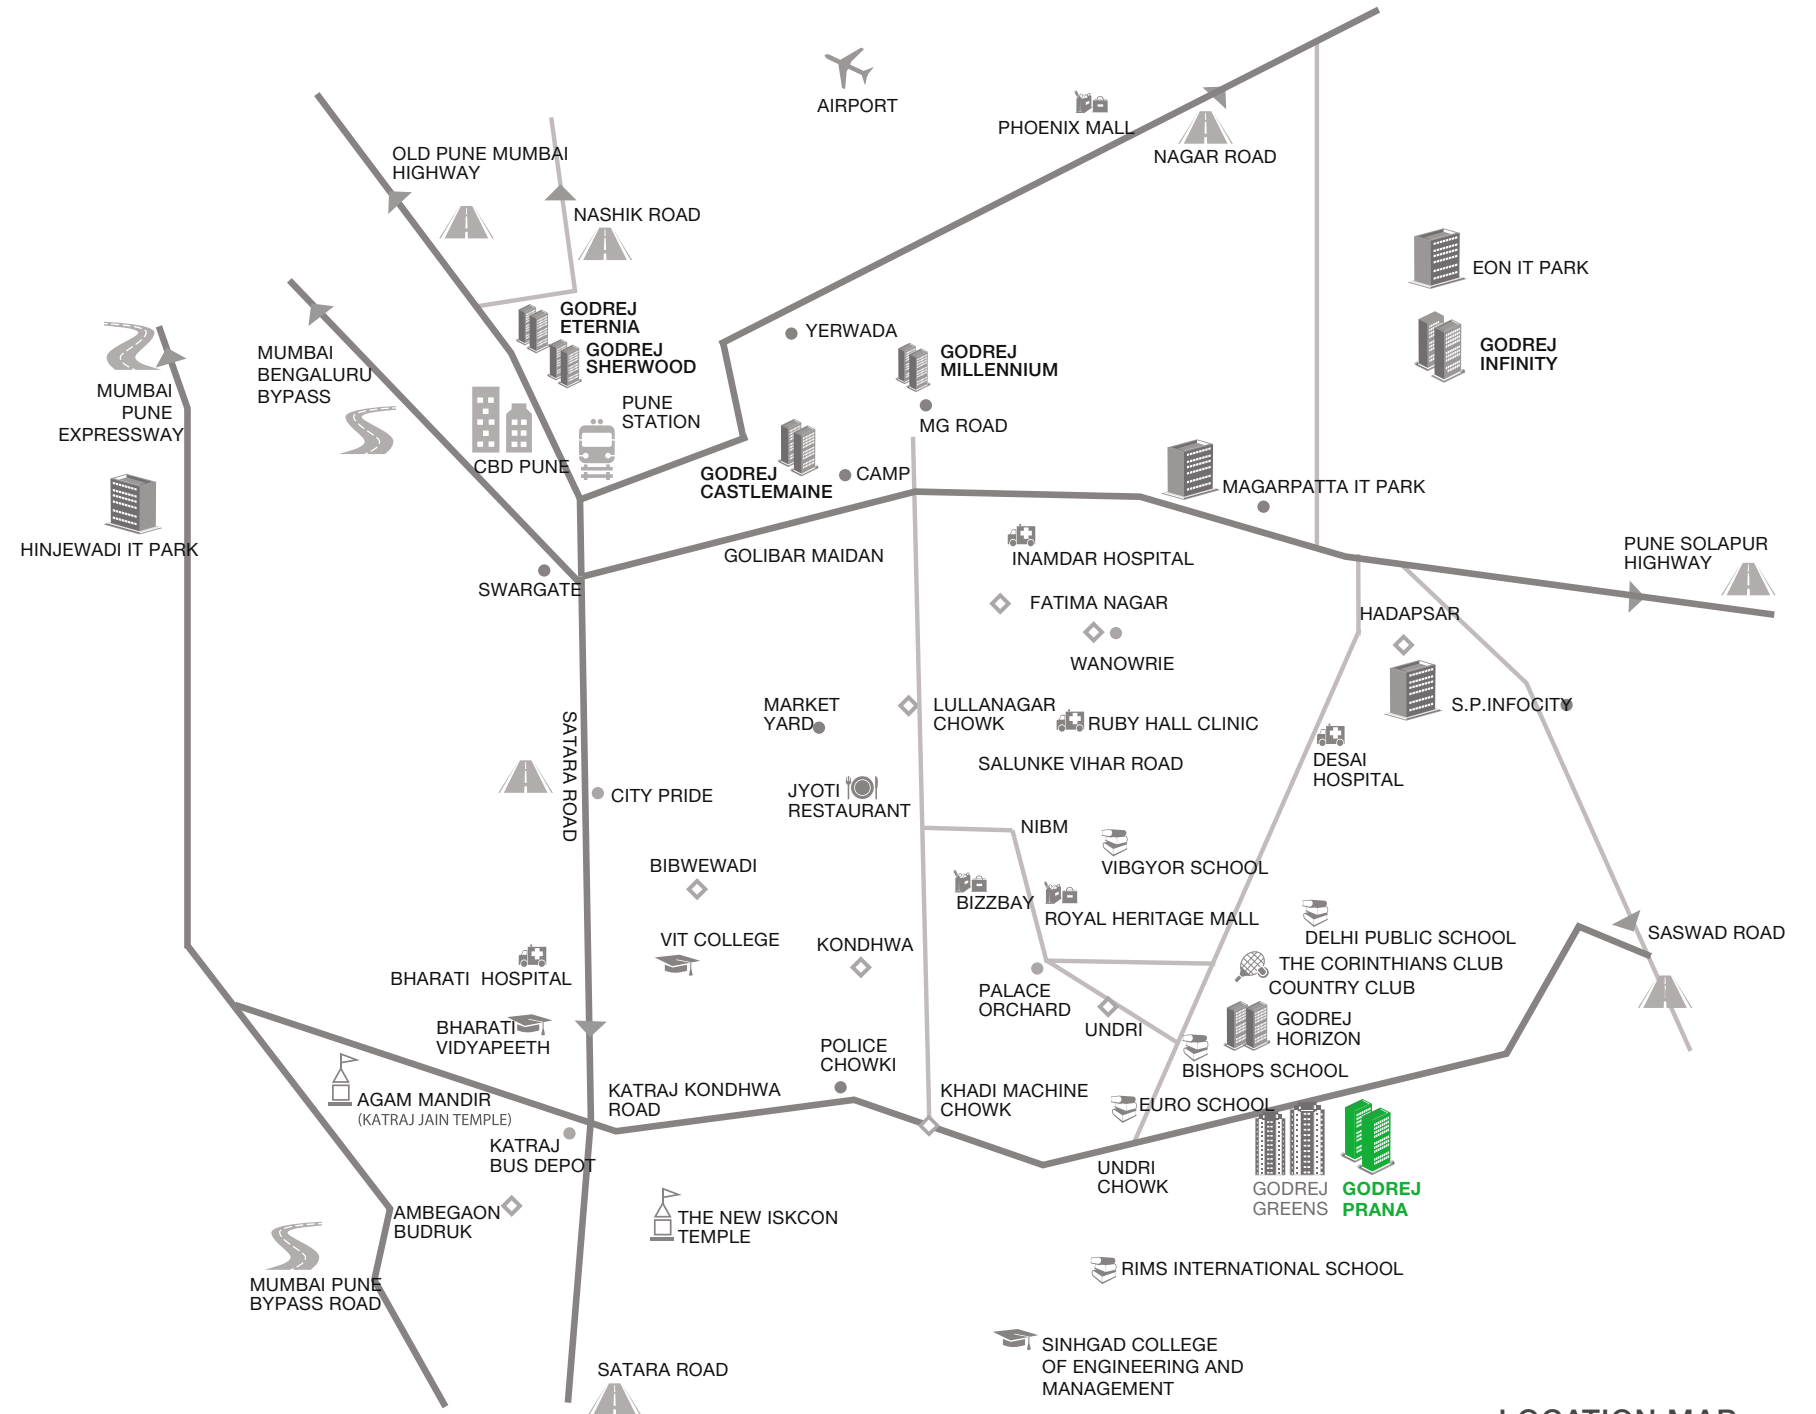 AIRPORT
PHOENIX MALL
NAGAR ROAD
OLD PUNE MUMBAI
HIGHWAY
NASHIK ROAD
EON IT PARK
GODREJ
ETERNIA
GODREJ
SHERWOOD
YERWADA
GODREJ
MILLENNIUM
GODREJ
INFINITY
MUMBAI
BENGALURU
BYPASS
MUMBAI
PUNE
EXPRESSWAY
PUNE
STATION
MG ROAD
CBD PUNE
GODREJ
CASTLEMAINE
CAMP
MAGARPATTA IT PARK
HINJEWADI IT PARK
GOLIBAR MAIDAN
INAMDAR HOSPITAL
PUNE SOLAPUR
HIGHWAY
SWARGATE
FATIMA NAGAR
HADAPSAR
WANOWRIE
MARKET
YARD
LULLANAGAR
CHOWK
RUBY HALL CLINIC
S.P.INFOCITY
SATARA ROAD
SALUNKE VIHAR ROAD
DESAI
HOSPITAL
CITY PRIDE
JYOTI
RESTAURANT
NIBM
BIBWEWADI
VIBGYOR SCHOOL
BIZZBAY
ROYAL HERITAGE MALL
VIT COLLEGE
KONDHWA
DELHI PUBLIC SCHOOL
SASWAD ROAD
THE CORINTHIANS CLUB
COUNTRY CLUB
BHARATI HOSPITAL
PALACE
ORCHARD
UNDRI
GODREJ
HORIZON
BHARATI
VIDYAPEETH
POLICE
CHOWKI
BISHOPS SCHOOL
AGAM MANDIR
(KATRAJ JAIN TEMPLE)
KATRAJ KONDHWA
ROAD
KHADI MACHINE
CHOWK
EURO SCHOOL
KATRAJ
BUS DEPOT
UNDRI
CHOWK
GODREJ
GREENS
GODREJ
PRANA
AMBEGAON
BUDRUK
THE NEW ISKCON
TEMPLE
RIMS INTERNATIONAL SCHOOL
MUMBAI PUNE
BYPASS ROAD
SINHGAD COLLEGE
OF ENGINEERING AND
MANAGEMENT
SATARA ROAD
LOCATION MAP